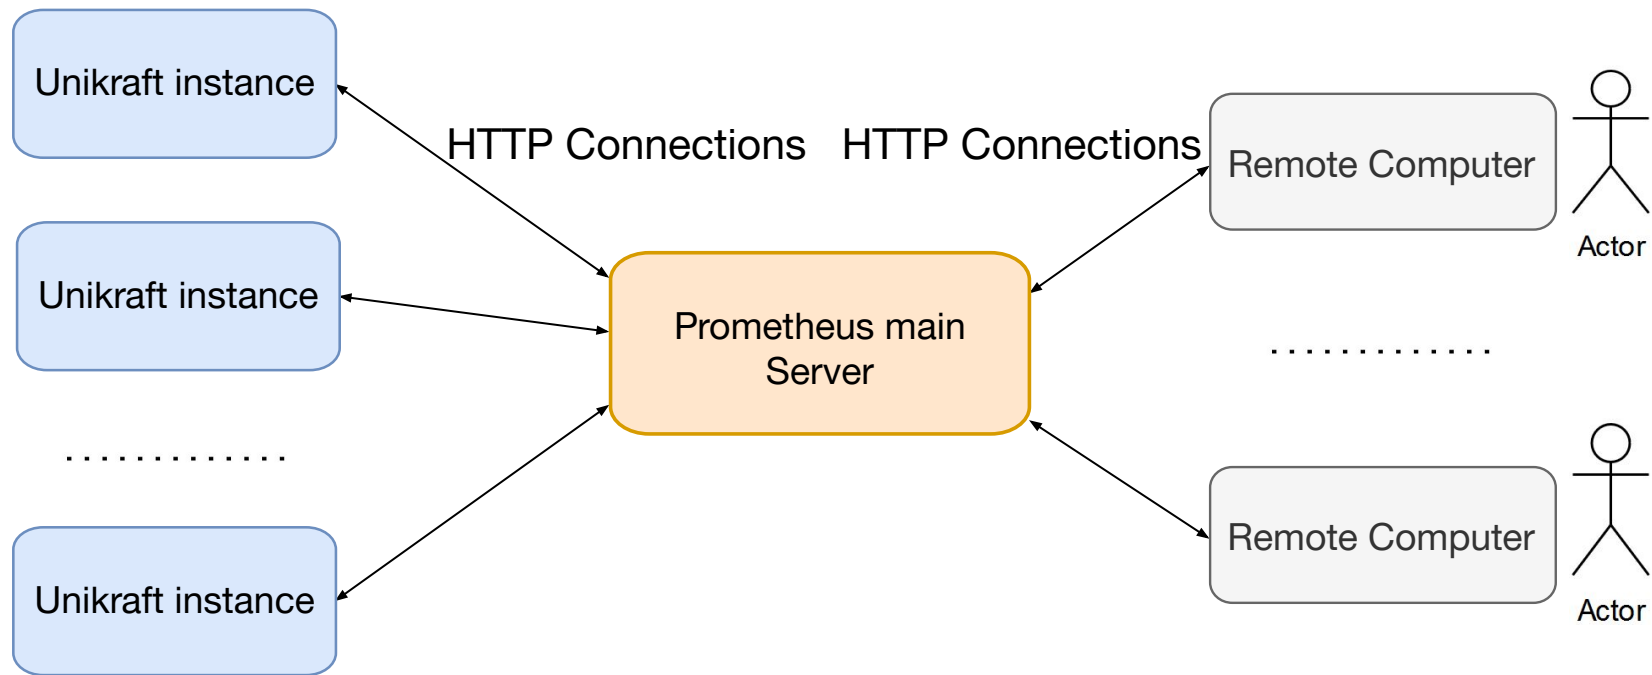 Unikraft instance
HTTP Connections
HTTP Connections
Remote Computer
Actor
Unikraft instance
Prometheus main
Server
Unikraft instance
Remote Computer
Actor